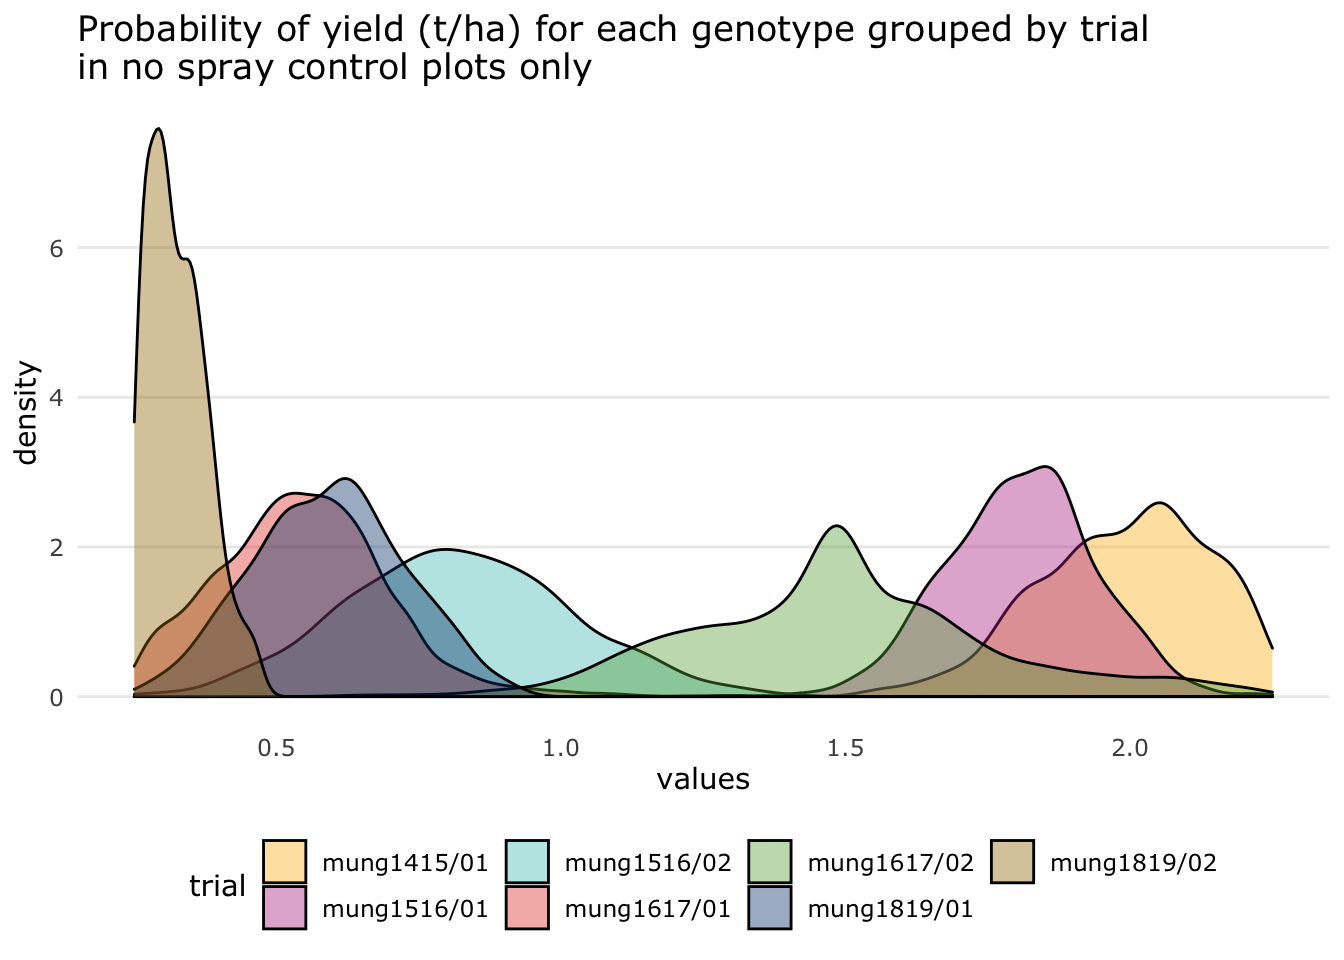 Probability of yield (t/ha) for each genotype grouped by trial
in no spray control plots only
density
6
4
2
0
0.5 1.0 1.5 2.0
values
trial
mung1415/01 mung1516/02 mung1617/02 mung1819/02
mung1516/01 mung1617/01 mung1819/01